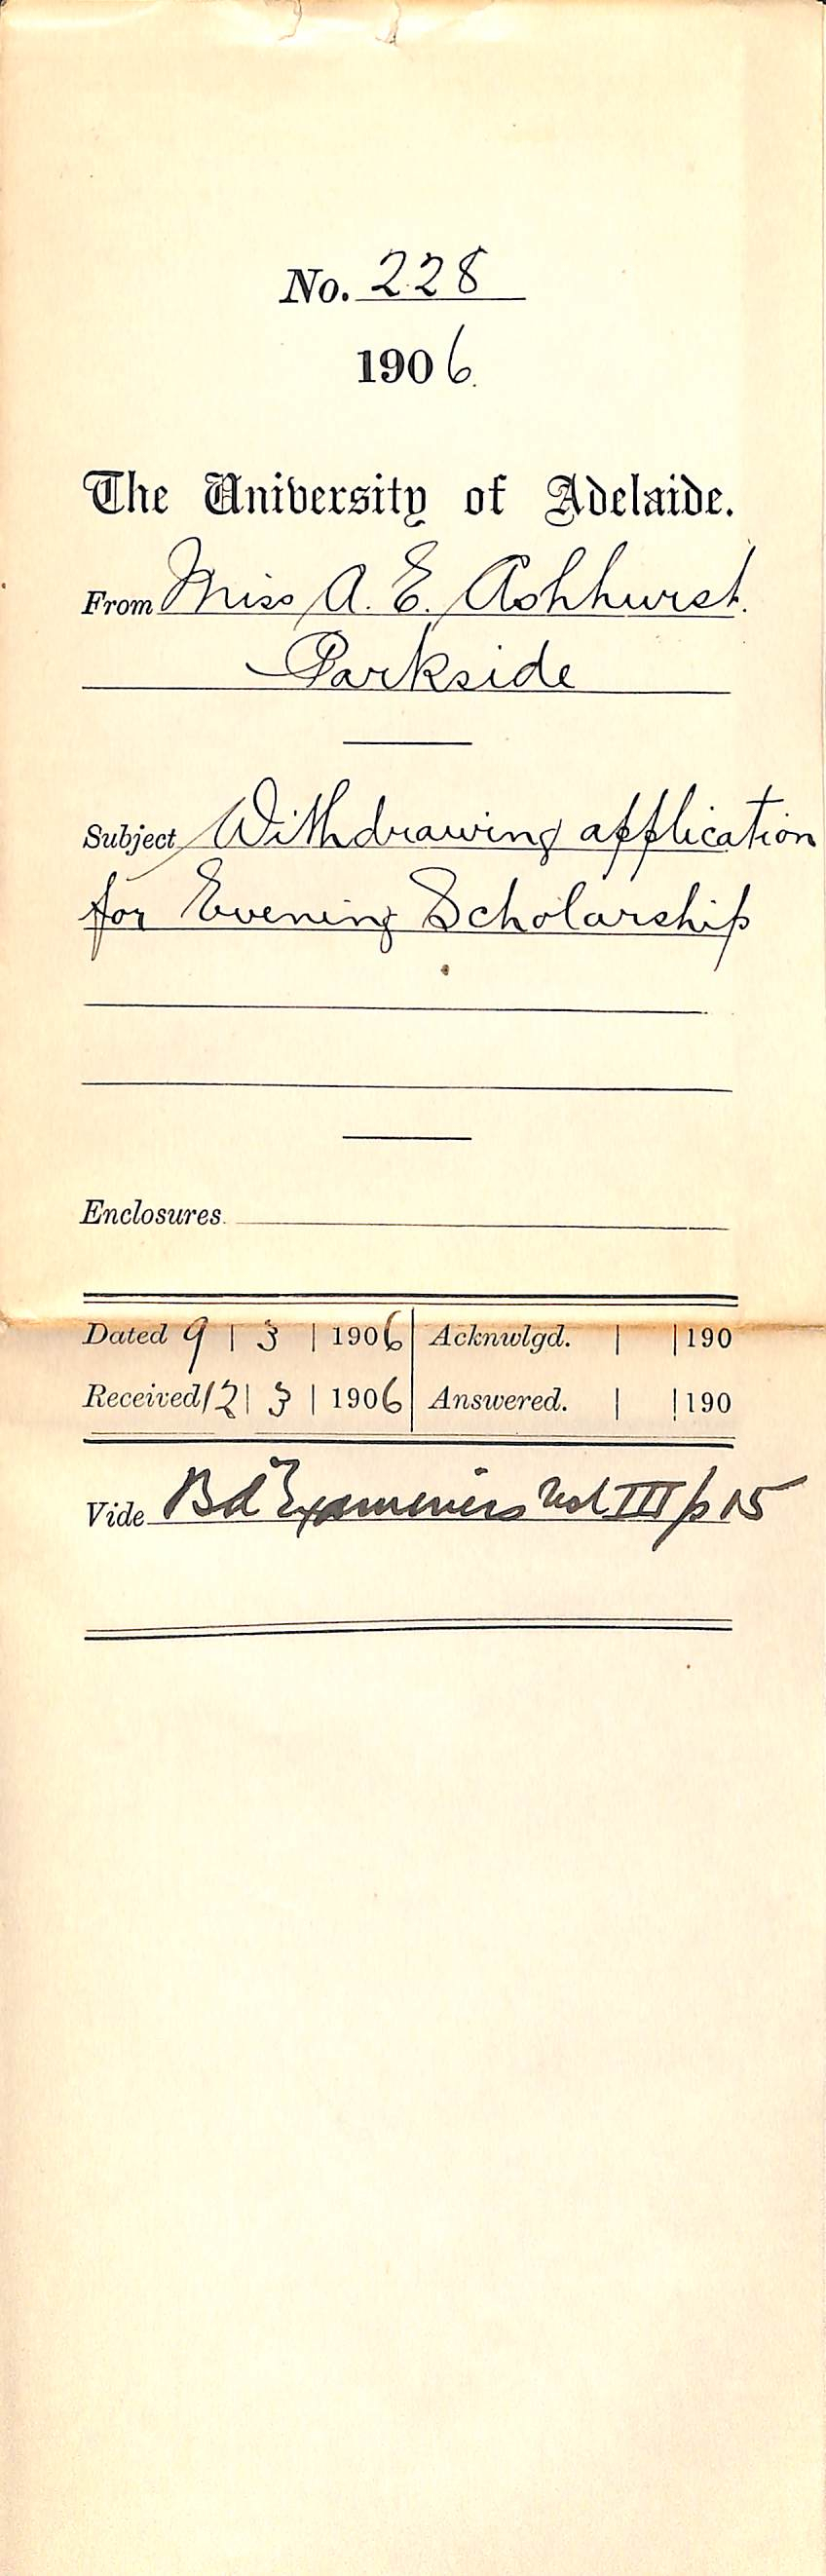 No. 228
1906.
The University of Adelaide.
From Miss A. E. Ashhurst.
Parkside
Subject Withdrawing application
for Evening Scholarship
Enclosures.
Dated 9 | 3 | 1906 | Acknwlgd. | | 190
Received 12 | 3 | 1906 | Answered. | | 190
Vide Bd Examiners Vol III p 15